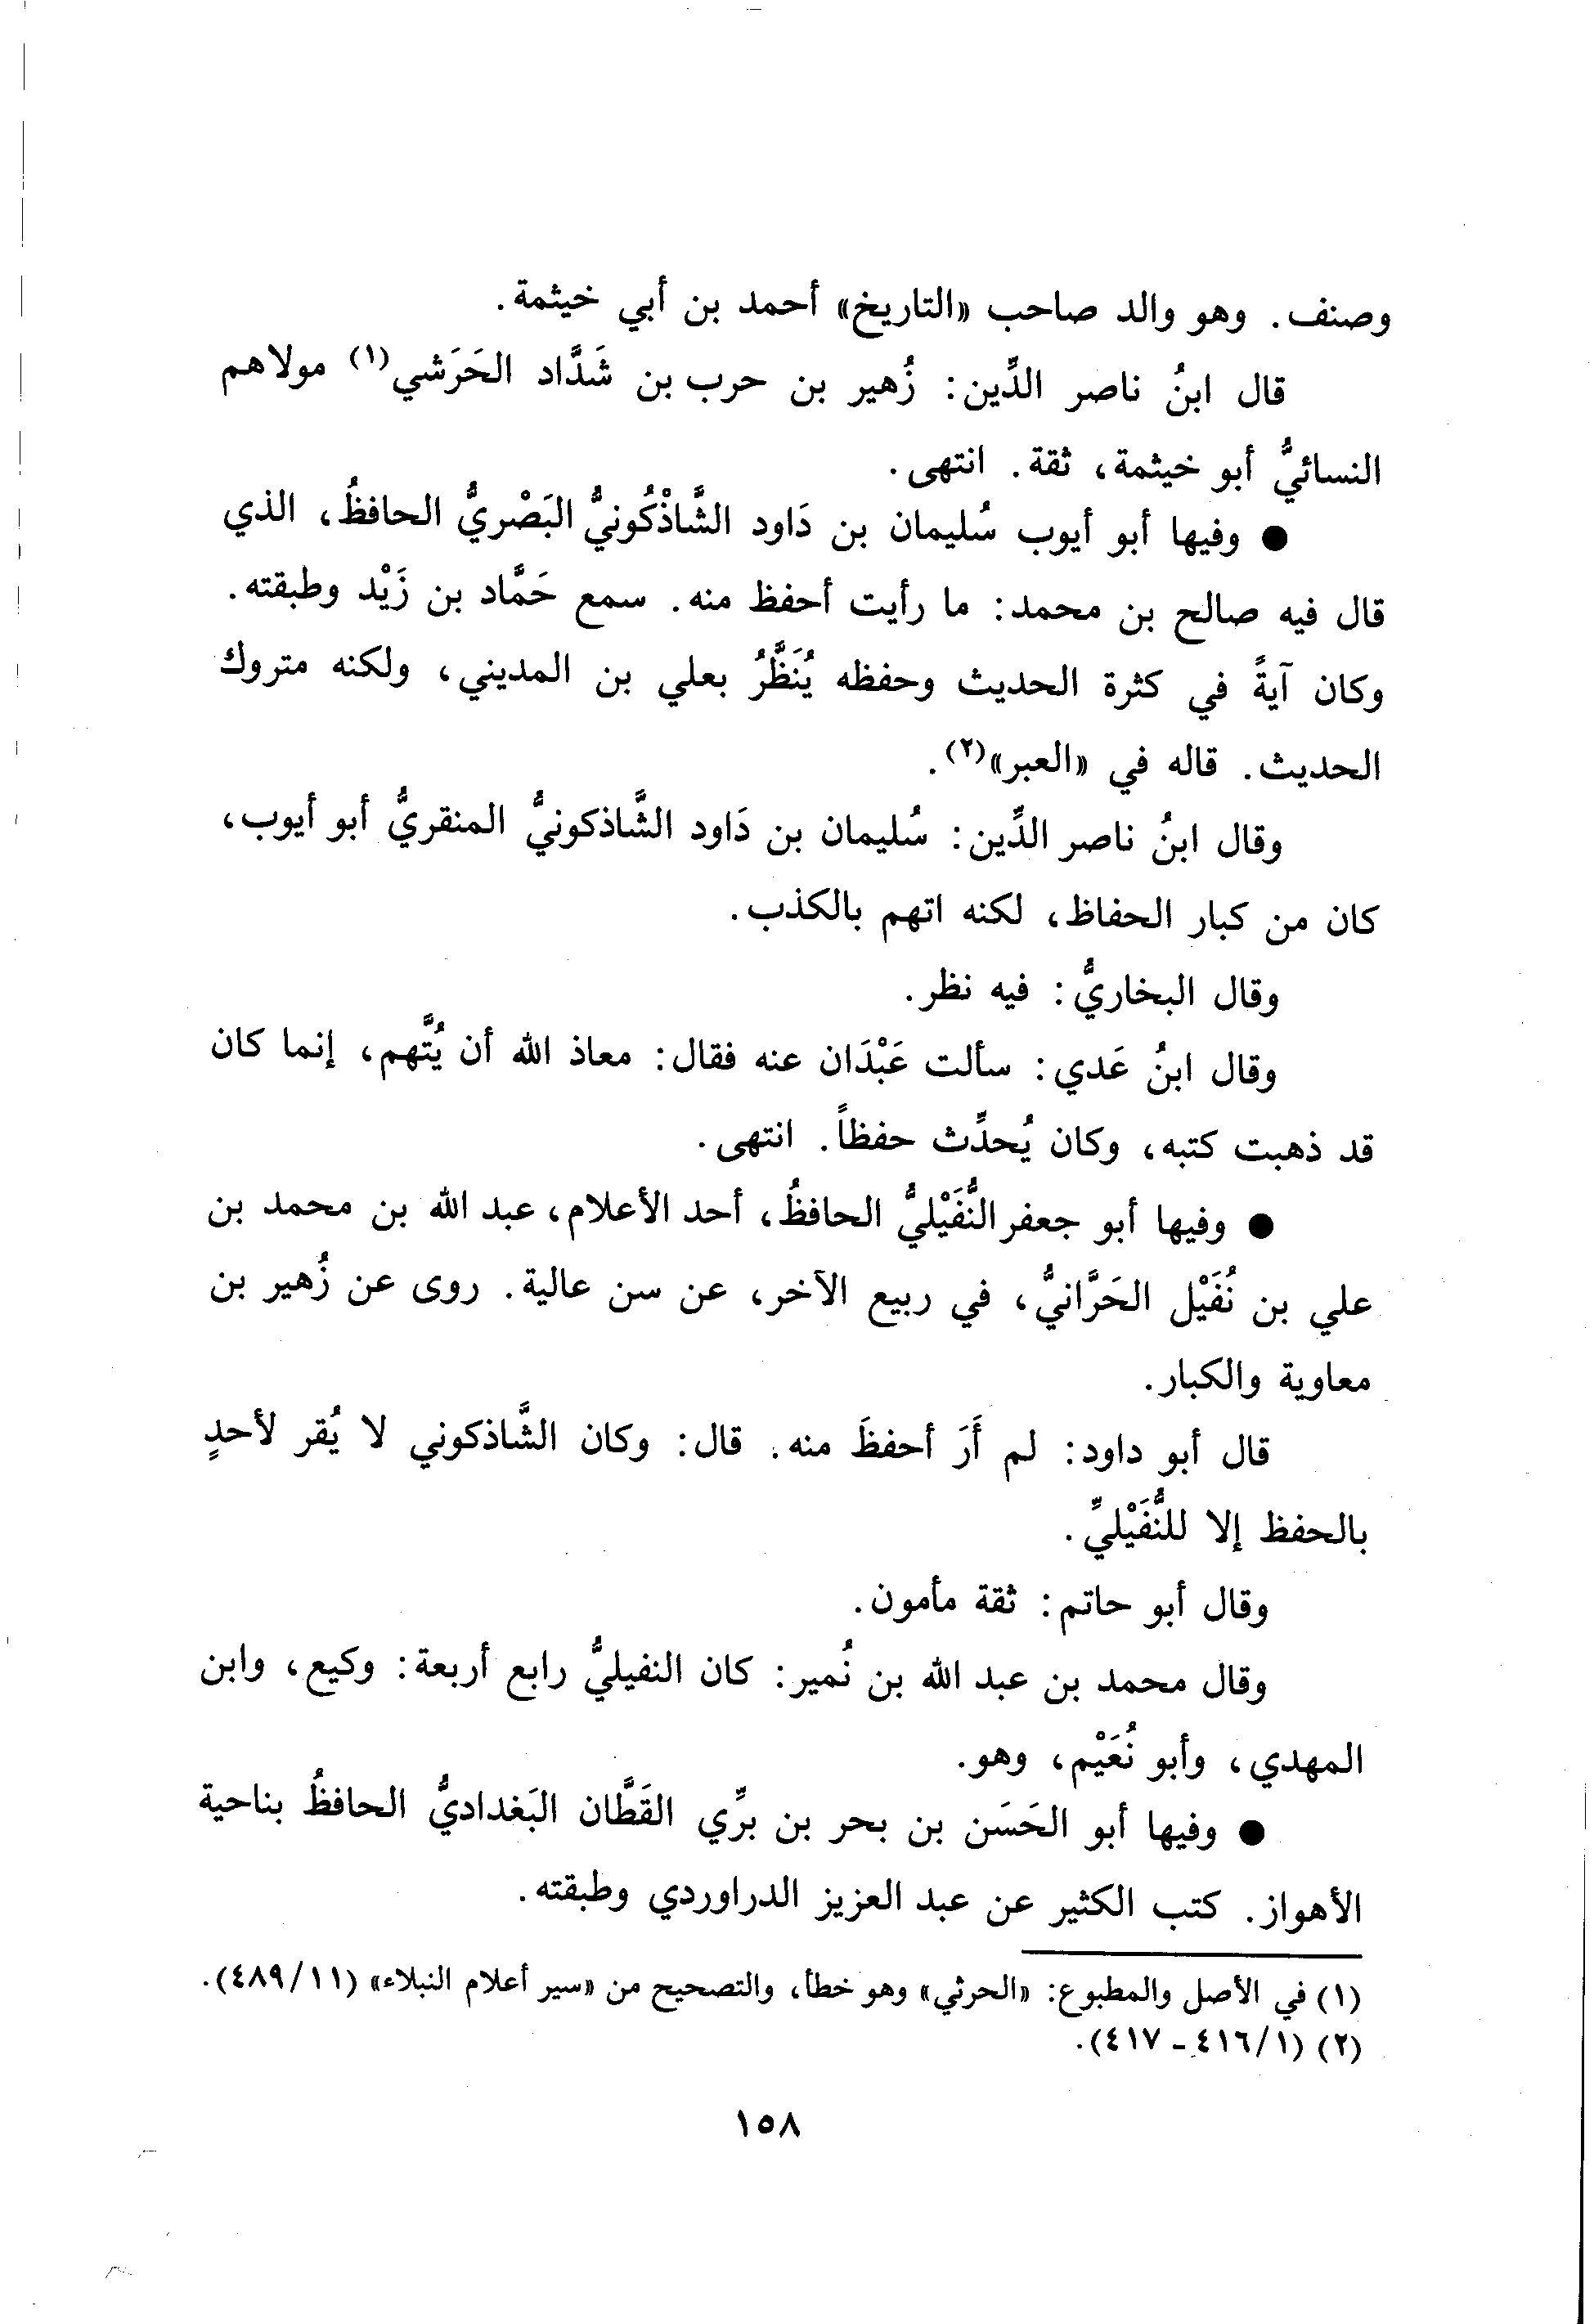 وصنف. وهو والد صاحب «التاريخ» أحمد بن أبي خيثمة.
قال ابنُ ناصر الدِّين: زُهير بن حرب بن شَدَّاد الحَرَشي(١) مولاهم
النسائيُّ أبو خيثمة، ثقة. انتهى.
● وفيها أبو أيوب سُليمان بن دَاود الشَّاذْكُونيُّ البَصْريُّ الحافظُ، الذي
قال فيه صالح بن محمد: ما رأيت أحفظ منه. سمع حَمَّاد بن زَيْد وطبقته.
وكان آيةً في كثرة الحديث وحفظه يُنَظَّرُ بعلي بن المديني، ولكنه متروك
الحديث. قاله في «العبر»(٢).
وقال ابنُ ناصر الدِّين: سُليمان بن دَاود الشَّاذكونيُّ المنقريُّ أبو أيوب،
كان من كبار الحفاظ، لكنه اتهم بالكذب.
وقال البخاريُّ: فيه نظر.
وقال ابنُ عَدي: سألت عَبْدَان عنه فقال: معاذ الله أن يُتَّهم، إنما كان
قد ذهبت كتبه، وكان يُحدِّث حفظاً. انتهى.
● وفيها أبو جعفر النُّفَيْليُّ الحافظُ، أحد الأعلام، عبد الله بن محمد بن
علي بن نُفَيْل الحَرَّانيُّ، في ربيع الآخر، عن سن عالية. روى عن زُهير بن
معاوية والكبار.
قال أبو داود: لم أَرَ أحفظَ منه. قال: وكان الشَّاذكوني لا يُقر لأحدٍ
بالحفظ إلا للنُّفَيْليِّ.
وقال أبو حاتم: ثقة مأمون.
وقال محمد بن عبد الله بن نُمير: كان النفيليُّ رابع أربعة: وكيع، وابن
المهدي، وأبو نُعَيْم، وهو.
● وفيها أبو الحَسَن بن بحر بن برِّي القَطَّان البَغداديُّ الحافظُ بناحية
الأهواز. كتب الكثير عن عبد العزيز الدراوردي وطبقته.
(١) في الأصل والمطبوع: «الحرثي» وهو خطأ، والتصحيح من «سير أعلام النبلاء» (٤٨٩/١١).
(٢) (٤١٦/١ ـ ٤١٧).
١٥٨